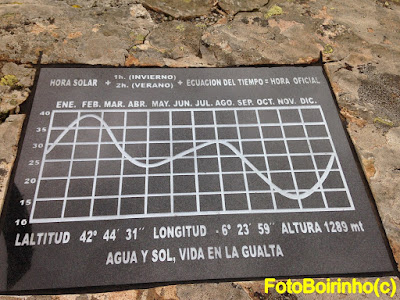 1h. (INVIERNO)
HORA SOLAR + + ECUACION DEL TIEMPO = HORA OFICIAL
2h. (VERANO)
ENE. FEB. MAR. ABR. MAY. JUN. JUL. AGO. SEP. OCT. NOV. DIC.
40
35
30
25
20
15
10
LALTITUD 42º 44´ 31´´ LONGITUD - 6º 23´ 59´´ ALTURA 1289 mt
AGUA Y SOL, VIDA EN LA GUALTA
FotoBoirinho(c)